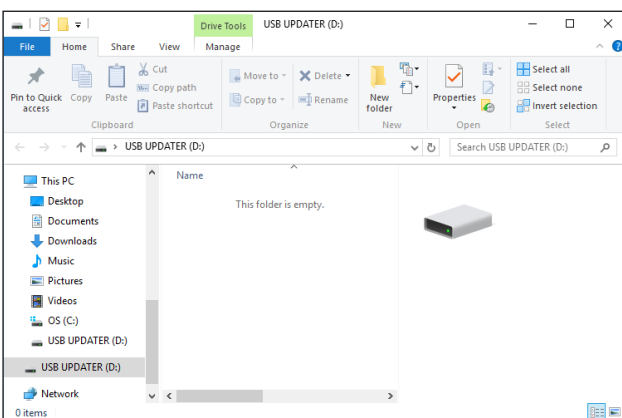 Drive Tools USB UPDATER (D:)
File Home Share View Manage
Pin to Quick access
Copy
Paste
Cut
Copy path
Paste shortcut
Clipboard
Move to
Copy to
Delete
Rename
Organize
New folder
New
Properties
Open
Select all
Select none
Invert selection
Select
USB UPDATER (D:)
Search USB UPDATER (D:)
This PC
Desktop
Documents
Downloads
Music
Pictures
Videos
OS (C:)
USB UPDATER (D:)
USB UPDATER (D:)
Network
Name
This folder is empty.
0 items